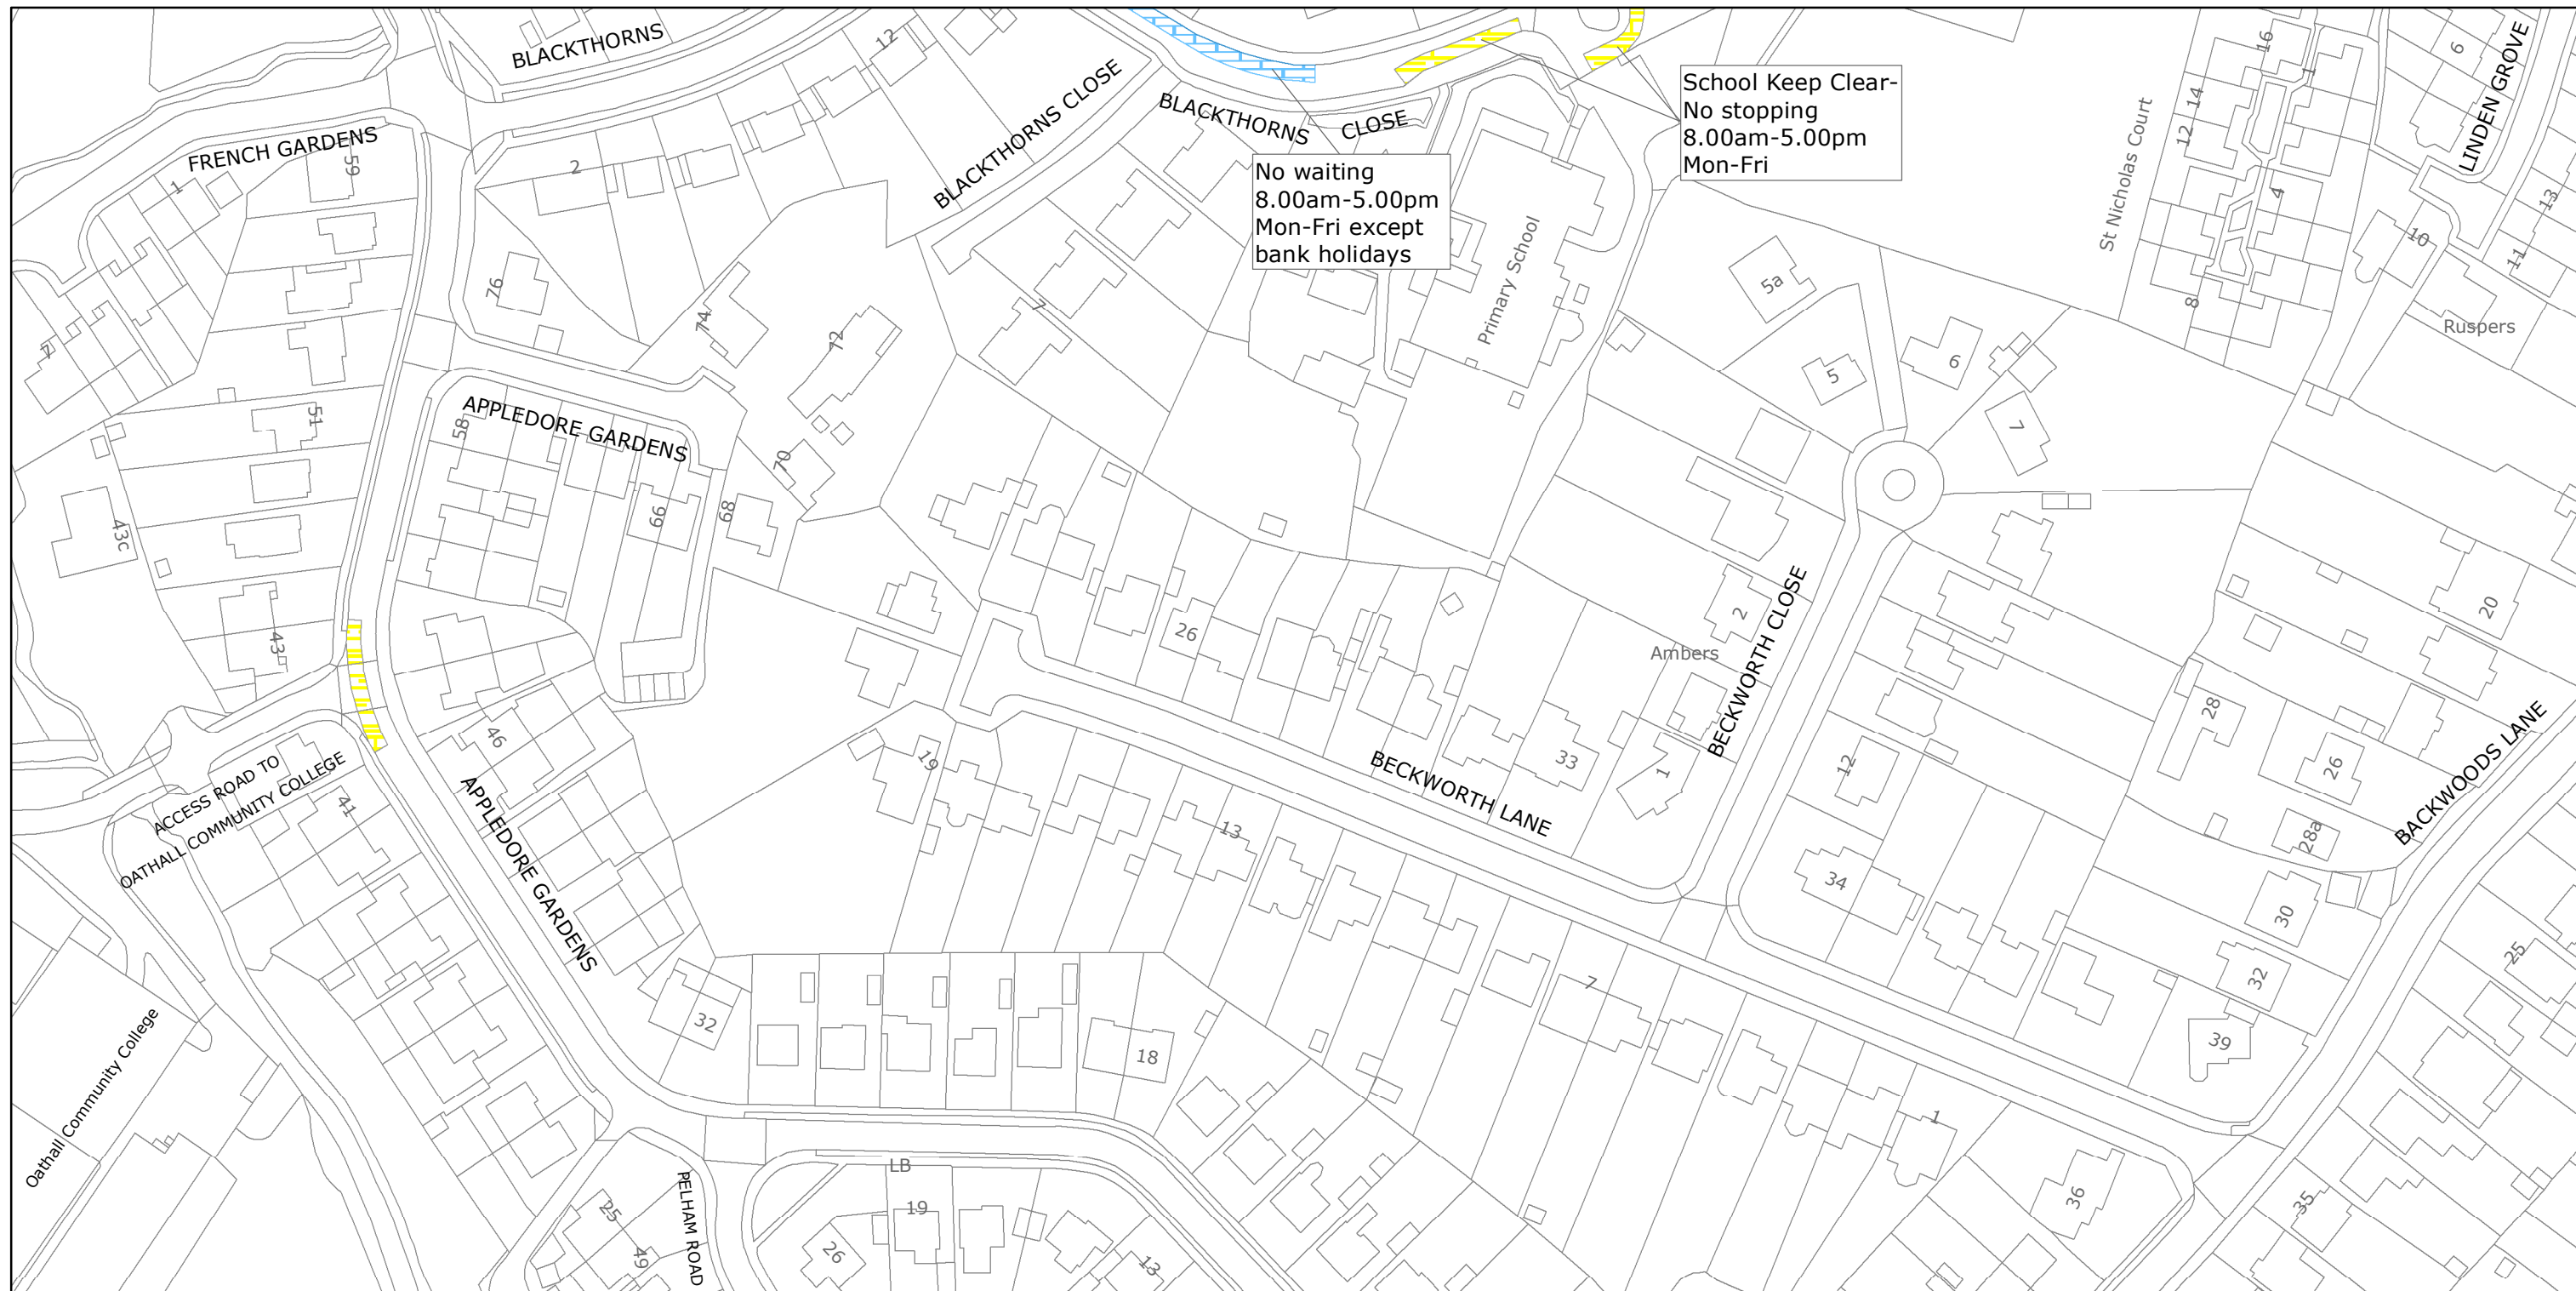 BLACKTHORNS
12
16
1
6
LINDEN GROVE
School Keep Clear-
No stopping
8.00am-5.00pm
Mon-Fri
BLACKTHORNS CLOSE
BLACKTHORNS
CLOSE
14
12
St Nicholas Court
FRENCH GARDENS
59
1
2
No waiting
8.00am-5.00pm
Mon-Fri except
bank holidays
4
13
10
11
Primary School
76
5a
7
8
Ruspers
74
72
7
5
6
7
APPLEDORE GARDENS
51
58
70
66
68
43c
BECKWORTH CLOSE
2
20
26
43
Ambers
28
46
19
33
1
12
26
BACKWOODS LANE
ACCESS ROAD TO
OATHALL COMMUNITY COLLEGE
41
BECKWORTH LANE
13
28a
APPLEDORE GARDENS
34
30
25
32
7
32
18
39
Oathall Community College
1
LB
PELHAM ROAD
19
25
36
35
26
49
13